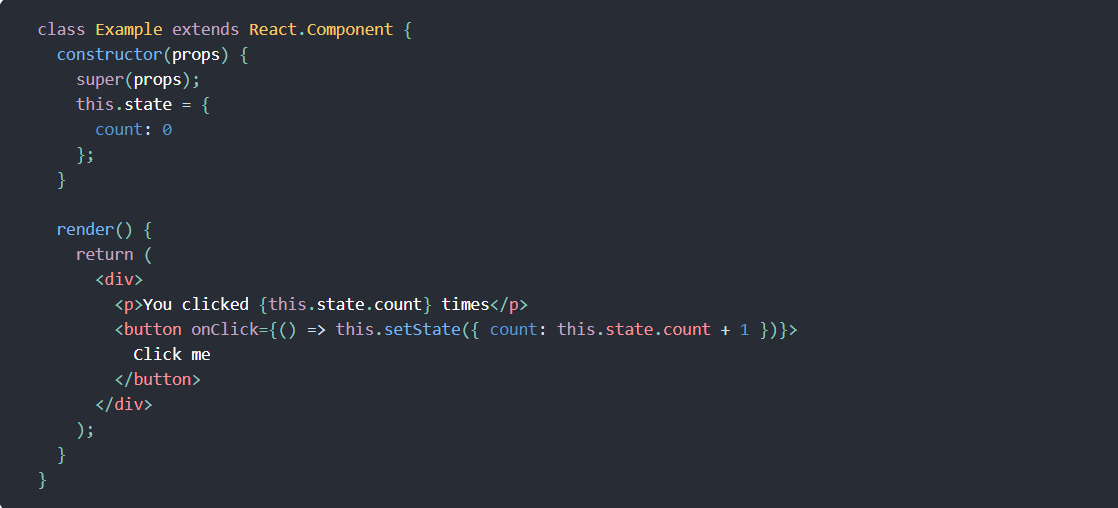 class Example extends React.Component {
  constructor(props) {
    super(props);
    this.state = {
      count: 0
    };
  }

  render() {
    return (
      <div>
        <p>You clicked {this.state.count} times</p>
        <button onClick={() => this.setState({ count: this.state.count + 1 })}>
          Click me
        </button>
      </div>
    );
  }
}